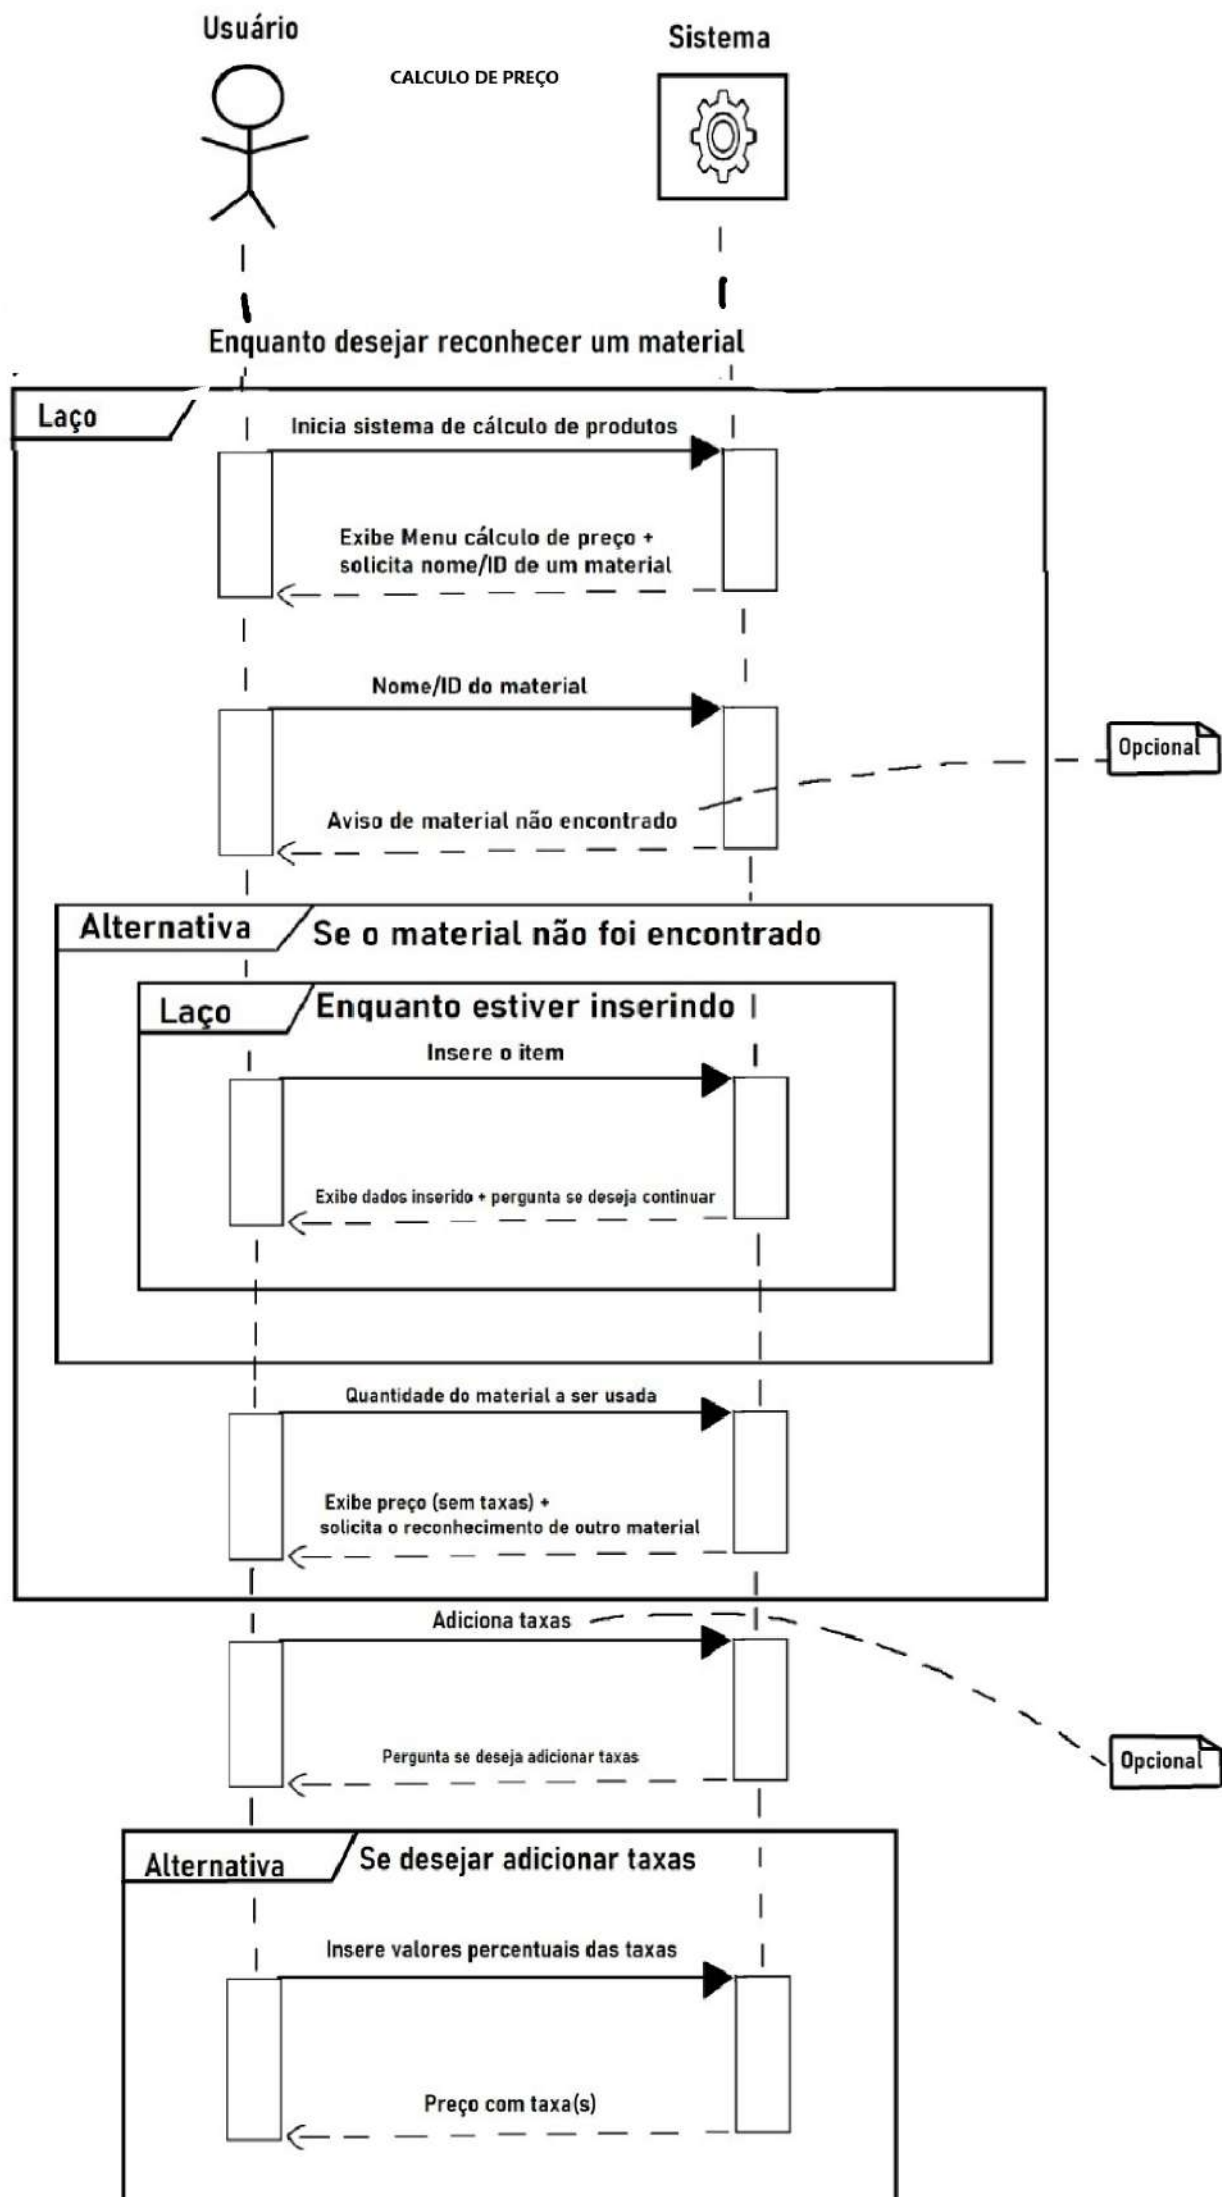 Usuário
Sistema
CALCULO DE PREÇO
Enquanto desejar reconhecer um material
Laço
Inicia sistema de cálculo de produtos
Exibe Menu cálculo de preço +
solicita nome/ID de um material
Nome/ID do material
Opcional
Aviso de material não encontrado
Alternativa
Se o material não foi encontrado
Laço
Enquanto estiver inserindo
Insere o item
Exibe dados inserido + pergunta se deseja continuar
Quantidade do material a ser usada
Exibe preço (sem taxas) +
solicita o reconhecimento de outro material
Adiciona taxas
Pergunta se deseja adicionar taxas
Opcional
Alternativa
Se desejar adicionar taxas
Insere valores percentuais das taxas
Preço com taxa(s)